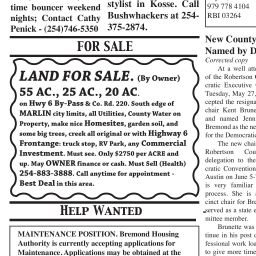 time bouncer weekend
nights; Contact Cathy
Penick - (254)746-5350
stylist in Kosse. Call
Bushwhackers at 254-
375-2874.
FOR SALE
LAND FOR SALE. (By Owner)
55 AC., 25 AC., 20 AC.
on Hwy 6 By-Pass & Co. Rd. 220. South edge of
MARLIN city limits, all Utilities, County Water on
Property, make nice Homesites, garden soil, and
some big trees, creek all original or with Highway 6
Frontage: truck stop, RV Park, any Commercial
Investment. Must see. Only $2750 per ACRE and
up. May OWNER finance or cash. Must Sell (Health)
254-883-3888. Call anytime for appointment -
Best Deal in this area.
HELP WANTED
MAINTENANCE POSITION. Bremond Housing
Authority is currently accepting applications for
Maintenance. Applications may be obtained at the
979 778 4104
RBI 03264
New County
Named by D
Corrected copy
At a well atte
of the Robertson C
cratic Executive C
Tuesday, May 27,
cepted the resigna
chair Kent Brune
and named Jenn
Bremond as the ne
for the Democratic
The new chai
Robertson Coun
delegation to the
cratic Convention
Austin on June 5-
is very familiar
process. She is a
cinct chair for Bre
served as a state e
mittee member.
Brunette was
tinue in his post d
fessional work loa
to give more time